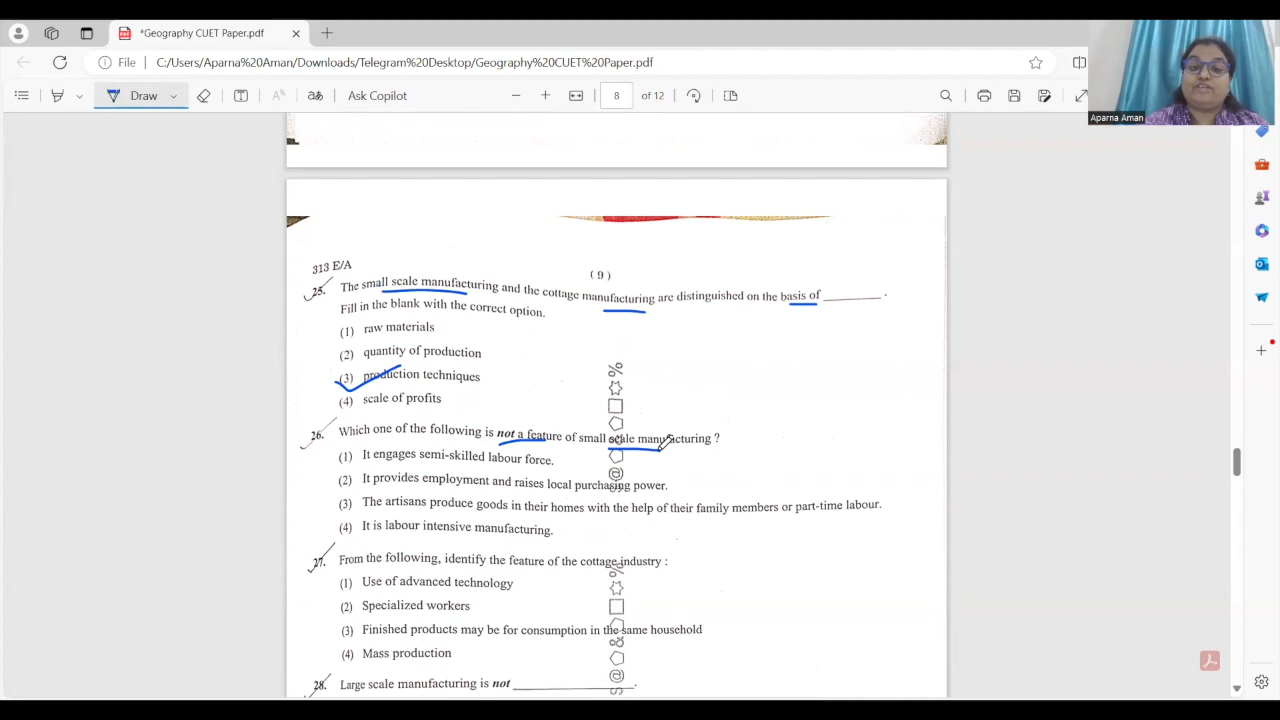 *Geography CUET Paper.pdf
File
C:/Users/Aparna%20Aman/Downloads/Telegram%20Desktop/Geography%20CUET%20Paper.pdf
Draw
Ask Copilot
8 of 12
Aparna Aman
313 E/A
( 9 )
25. The small scale manufacturing and the cottage manufacturing are distinguished on the basis of ________ .
Fill in the blank with the correct option.
(1) raw materials
(2) quantity of production
(3) production techniques
(4) scale of profits
26. Which one of the following is not a feature of small scale manufacturing ?
(1) It engages semi-skilled labour force.
(2) It provides employment and raises local purchasing power.
(3) The artisans produce goods in their homes with the help of their family members or part-time labour.
(4) It is labour intensive manufacturing.
27. From the following, identify the feature of the cottage industry :
(1) Use of advanced technology
(2) Specialized workers
(3) Finished products may be for consumption in the same household
(4) Mass production
28. Large scale manufacturing is not ________ .